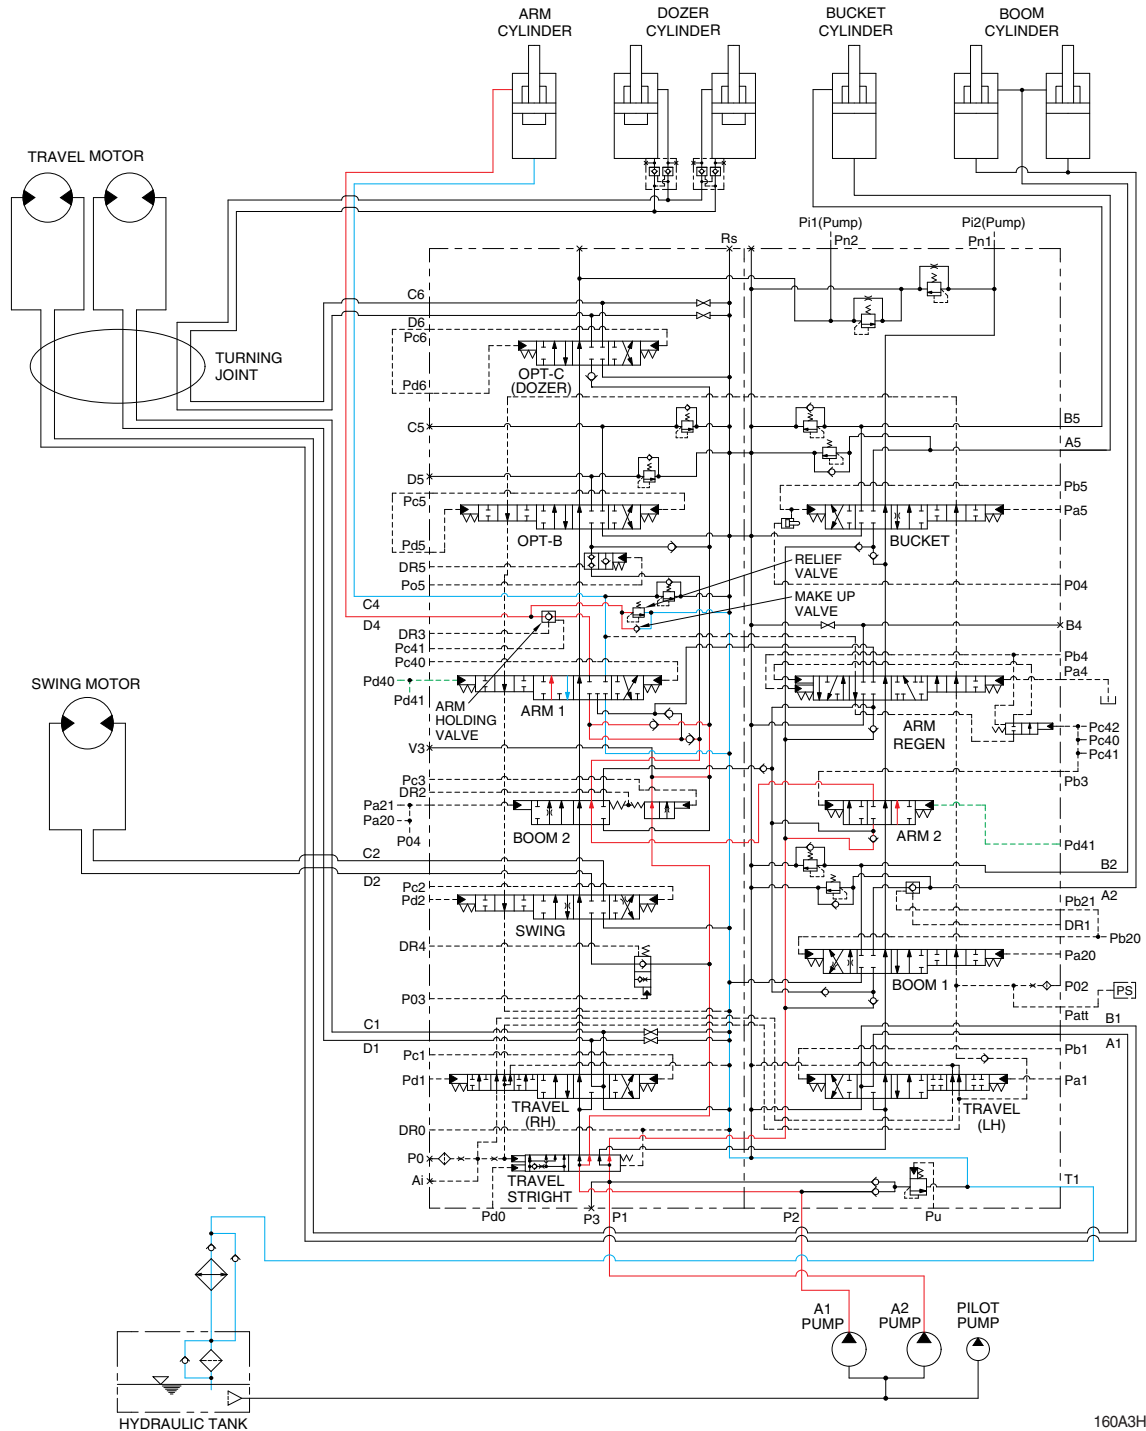 ARM
CYLINDER
DOZER
CYLINDER
BUCKET
CYLINDER
BOOM
CYLINDER
TRAVEL MOTOR
TURNING
JOINT
Pi1(Pump)
Pn2
Pi2(Pump)
Pn1
Rs
C6
D6
Pc6
Pd6
OPT-C
(DOZER)
C5
B5
A5
D5
Pc5
Pb5
Pa5
OPT-B
BUCKET
Pd5
DR5
Po5
RELIEF
VALVE
P04
MAKE UP
VALVE
C4
D4
B4
DR3
Pc41
Pc40
Pb4
Pa4
Pd40
Pd41
SWING MOTOR
ARM
HOLDING
VALVE
ARM 1
ARM
REGEN
Pc42
Pc40
Pc41
V3
Pc3
DR2
Pb3
Pa21
Pa20
P04
BOOM 2
ARM 2
Pd41
C2
D2
B2
A2
Pc2
Pd2
Pb21
DR1
SWING
Pb20
DR4
Pa20
P03
BOOM 1
P02
PS
Patt
C1
D1
B1
A1
Pc1
Pb1
Pd1
Pa1
TRAVEL
(RH)
TRAVEL
(LH)
DR0
P0
Ai
TRAVEL
STRIGHT
T1
Pd0
P3
P1
P2
Pu
A1
PUMP
A2
PUMP
PILOT
PUMP
HYDRAULIC TANK
160A3H